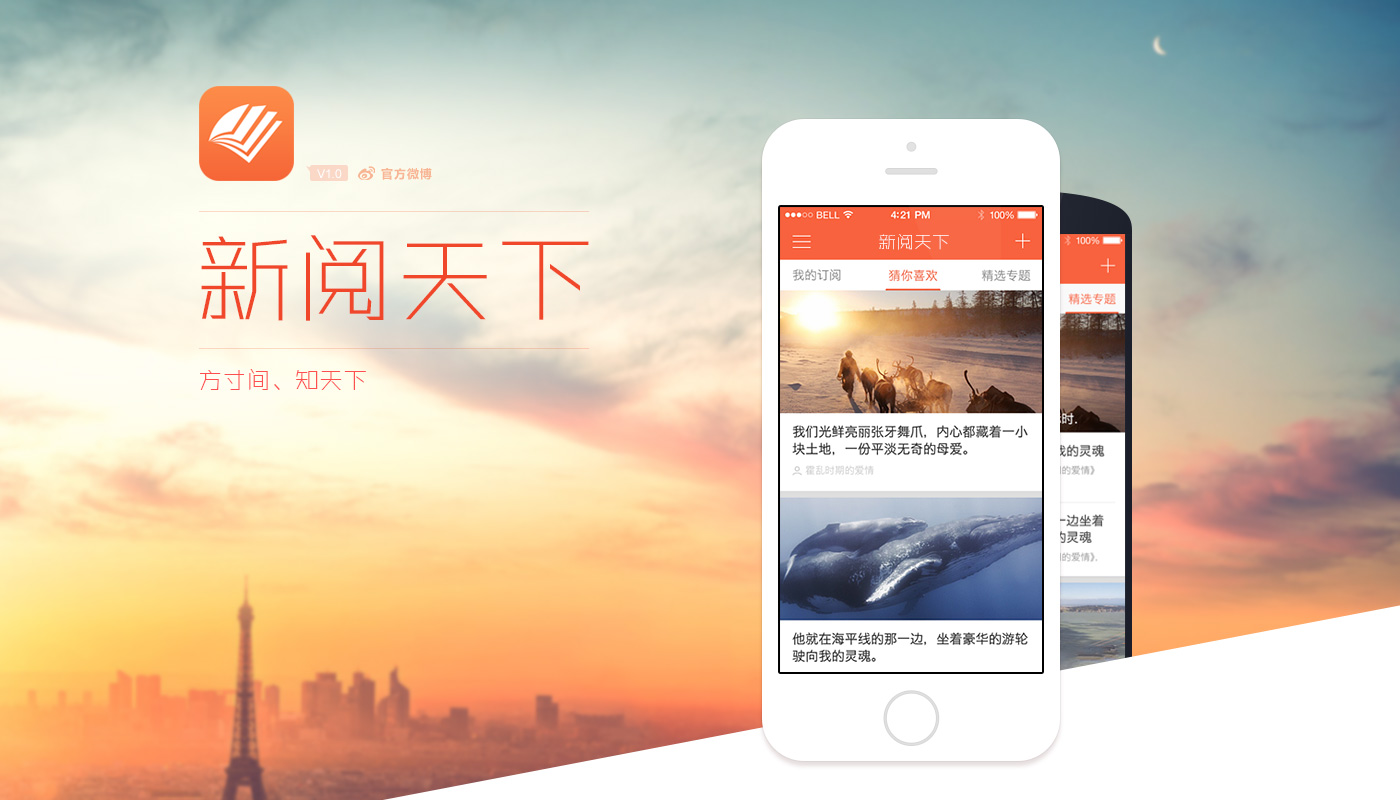 V1.0 官方微博
新阅天下
方寸间、知天下
BELL 4:21 PM 100%
新阅天下
我的订阅 猜你喜欢 精选专题
我们光鲜亮丽张牙舞爪，内心都藏着一小
块土地，一份平淡无奇的母爱。
霍乱时期的爱情
他就在海平线的那一边，坐着豪华的游轮
驶向我的灵魂。
100%
精选专题
时.
的灵魂
的爱情》
一边坐着
的灵魂
的爱情》.